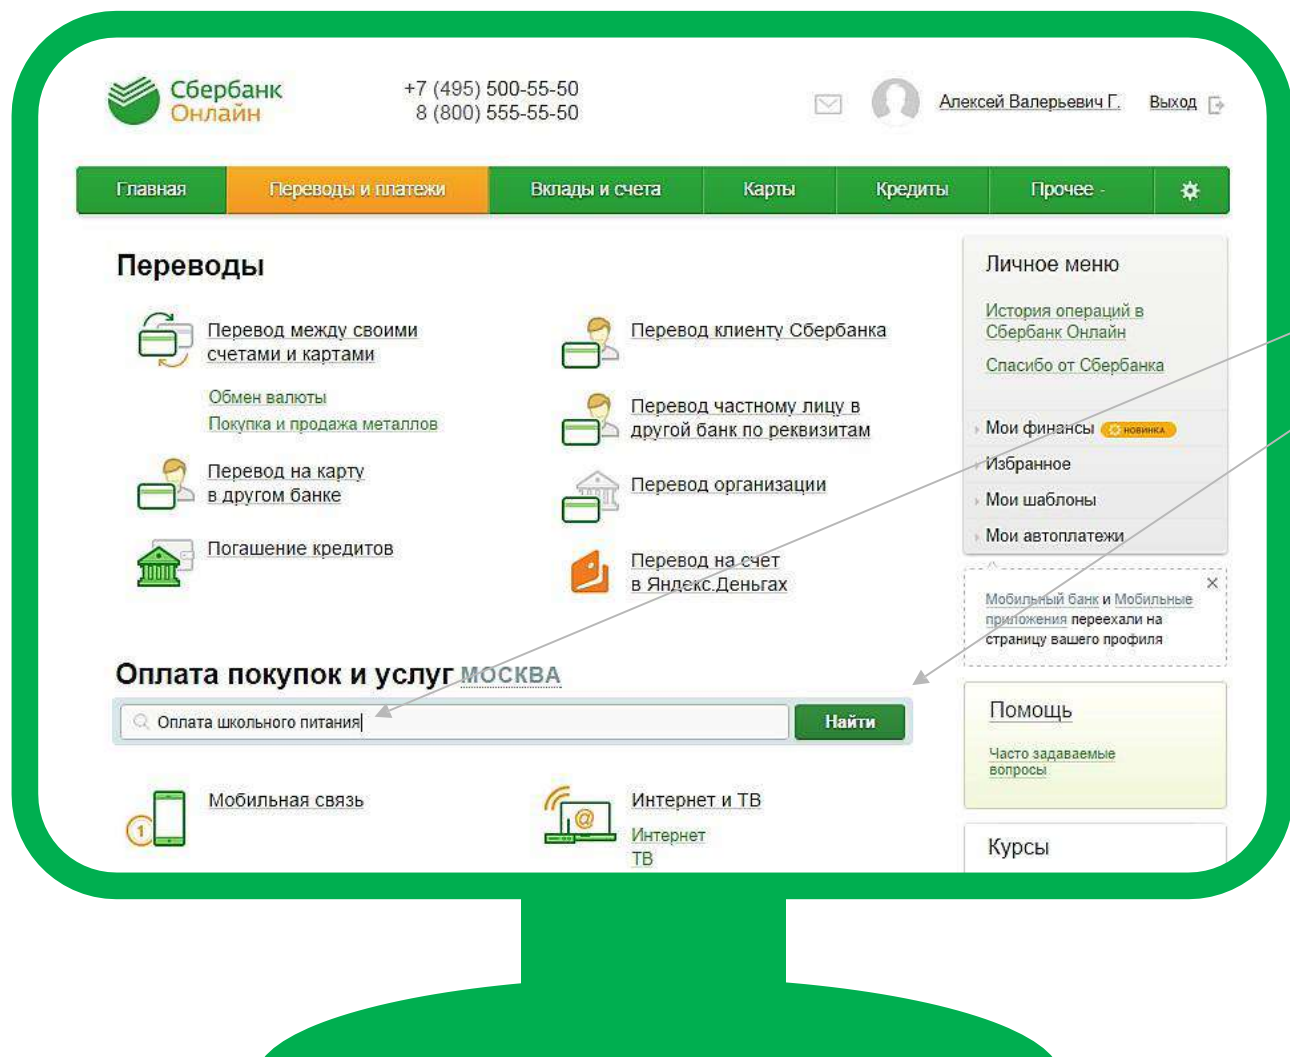 Сбербанк
Онлайн
+7 (495) 500-55-50
8 (800) 555-55-50
Алексей Валерьевич Г.
Выход
Главная
Переводы и платежи
Вклады и счета
Карты
Кредиты
Прочее -
Переводы
Перевод между своими
счетами и картами
Обмен валюты
Покупка и продажа металлов
Перевод на карту
в другом банке
Погашение кредитов
Перевод клиенту Сбербанка
Перевод частному лицу в
другой банк по реквизитам
Перевод организации
Перевод на счет
в Яндекс.Деньгах
Оплата покупок и услуг МОСКВА
Оплата школьного питания
Найти
1
Мобильная связь
@
Интернет и ТВ
Интернет
ТВ
Личное меню
История операций в
Сбербанк Онлайн
Спасибо от Сбербанка
Мои финансы НОВИНКА
Избранное
Мои шаблоны
Мои автоплатежи
Мобильный банк и Мобильные
приложения переехали на
страницу вашего профиля
Помощь
Часто задаваемые
вопросы
Курсы